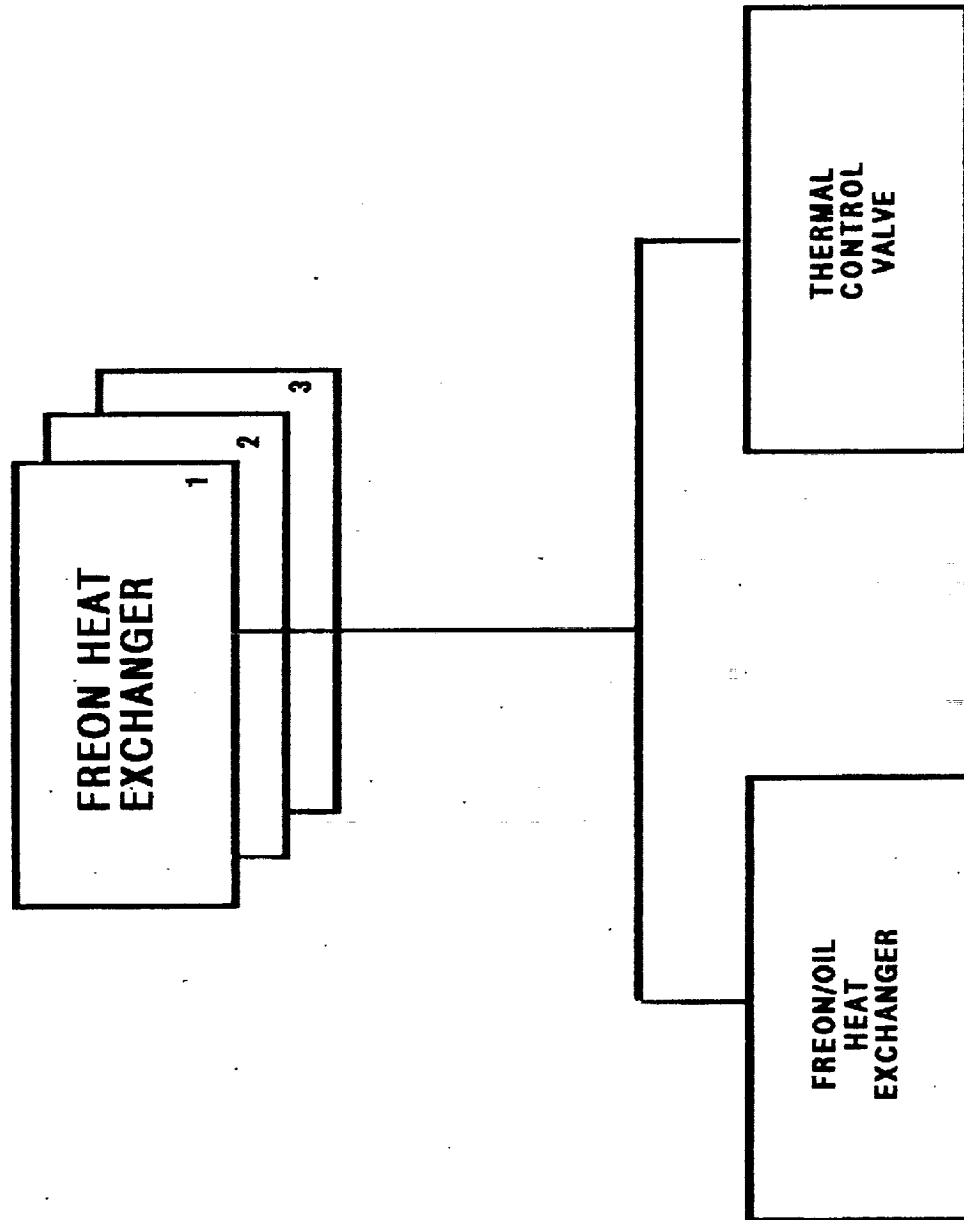 FREON HEAT
EXCHANGER
1
2
3
FREON/OIL
HEAT
EXCHANGER
THERMAL
CONTROL
VALVE